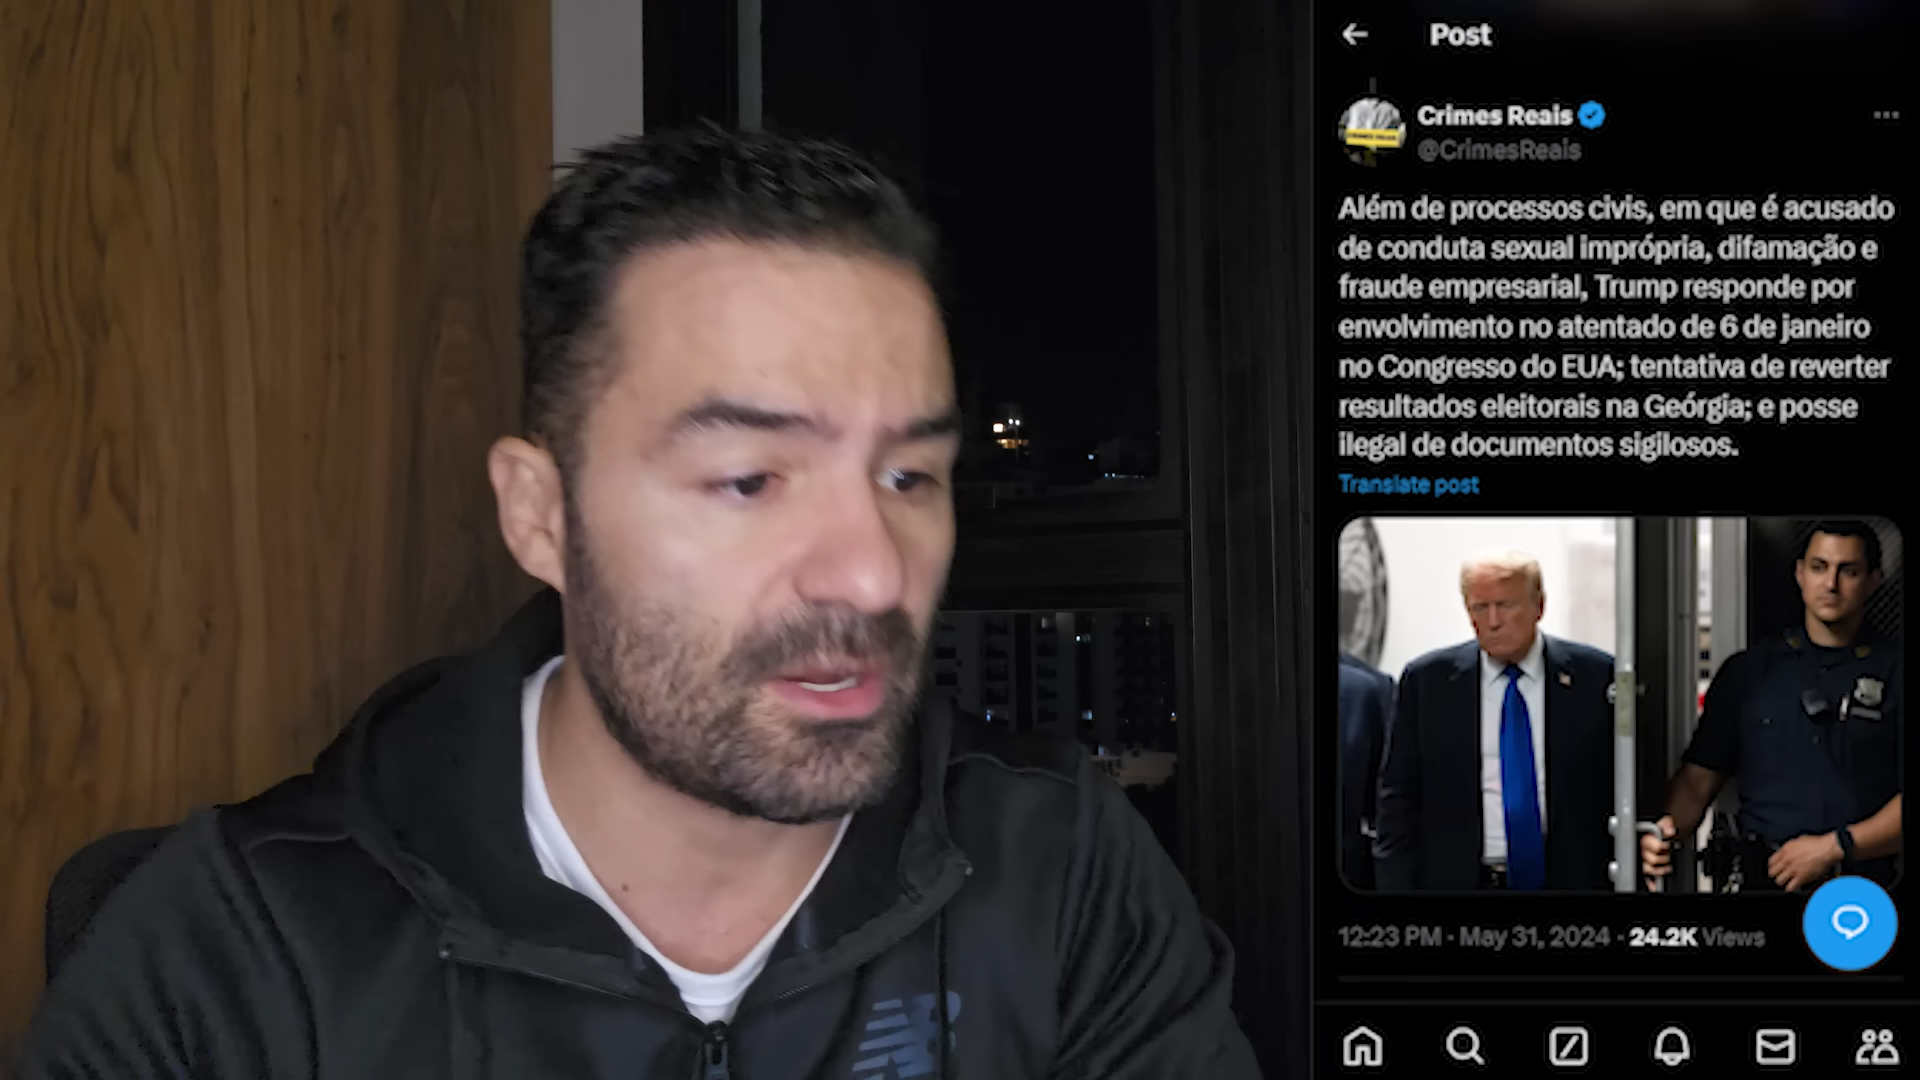 Post
Crimes Reais
@CrimesReais
Além de processos civis, em que é acusado
de conduta sexual imprópria, difamação e
fraude empresarial, Trump responde por
envolvimento no atentado de 6 de janeiro
no Congresso do EUA; tentativa de reverter
resultados eleitorais na Geórgia; e posse
ilegal de documentos sigilosos.
Translate post
12:23 PM · May 31, 2024 · 24.2K Views
NB